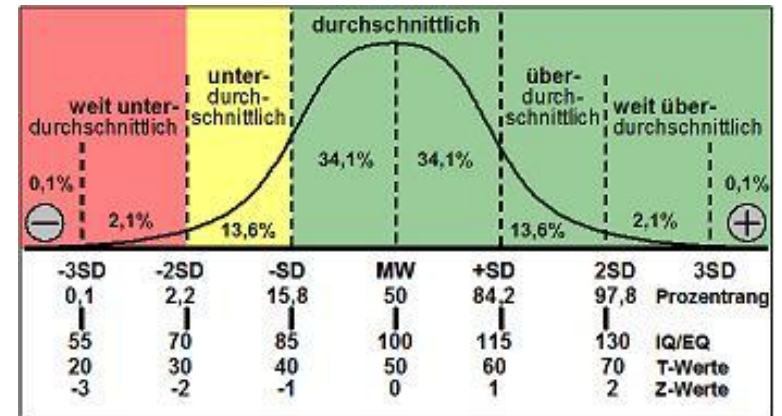 durchschnittlich
unter-
durch-
schnittlich
über-
durch-
schnittlich
weit unter-
durchschnittlich
weit über-
durchschnittlich
34,1% 34,1%
0,1% 0,1%
2,1% 13,6% 13,6% 2,1%
− +
-3SD -2SD -SD MW +SD 2SD 3SD
0,1 2,2 15,8 50 84,2 97,8 Prozentrang
55 70 85 100 115 130 IQ/EQ
20 30 40 50 60 70 T-Werte
-3 -2 -1 0 1 2 Z-Werte